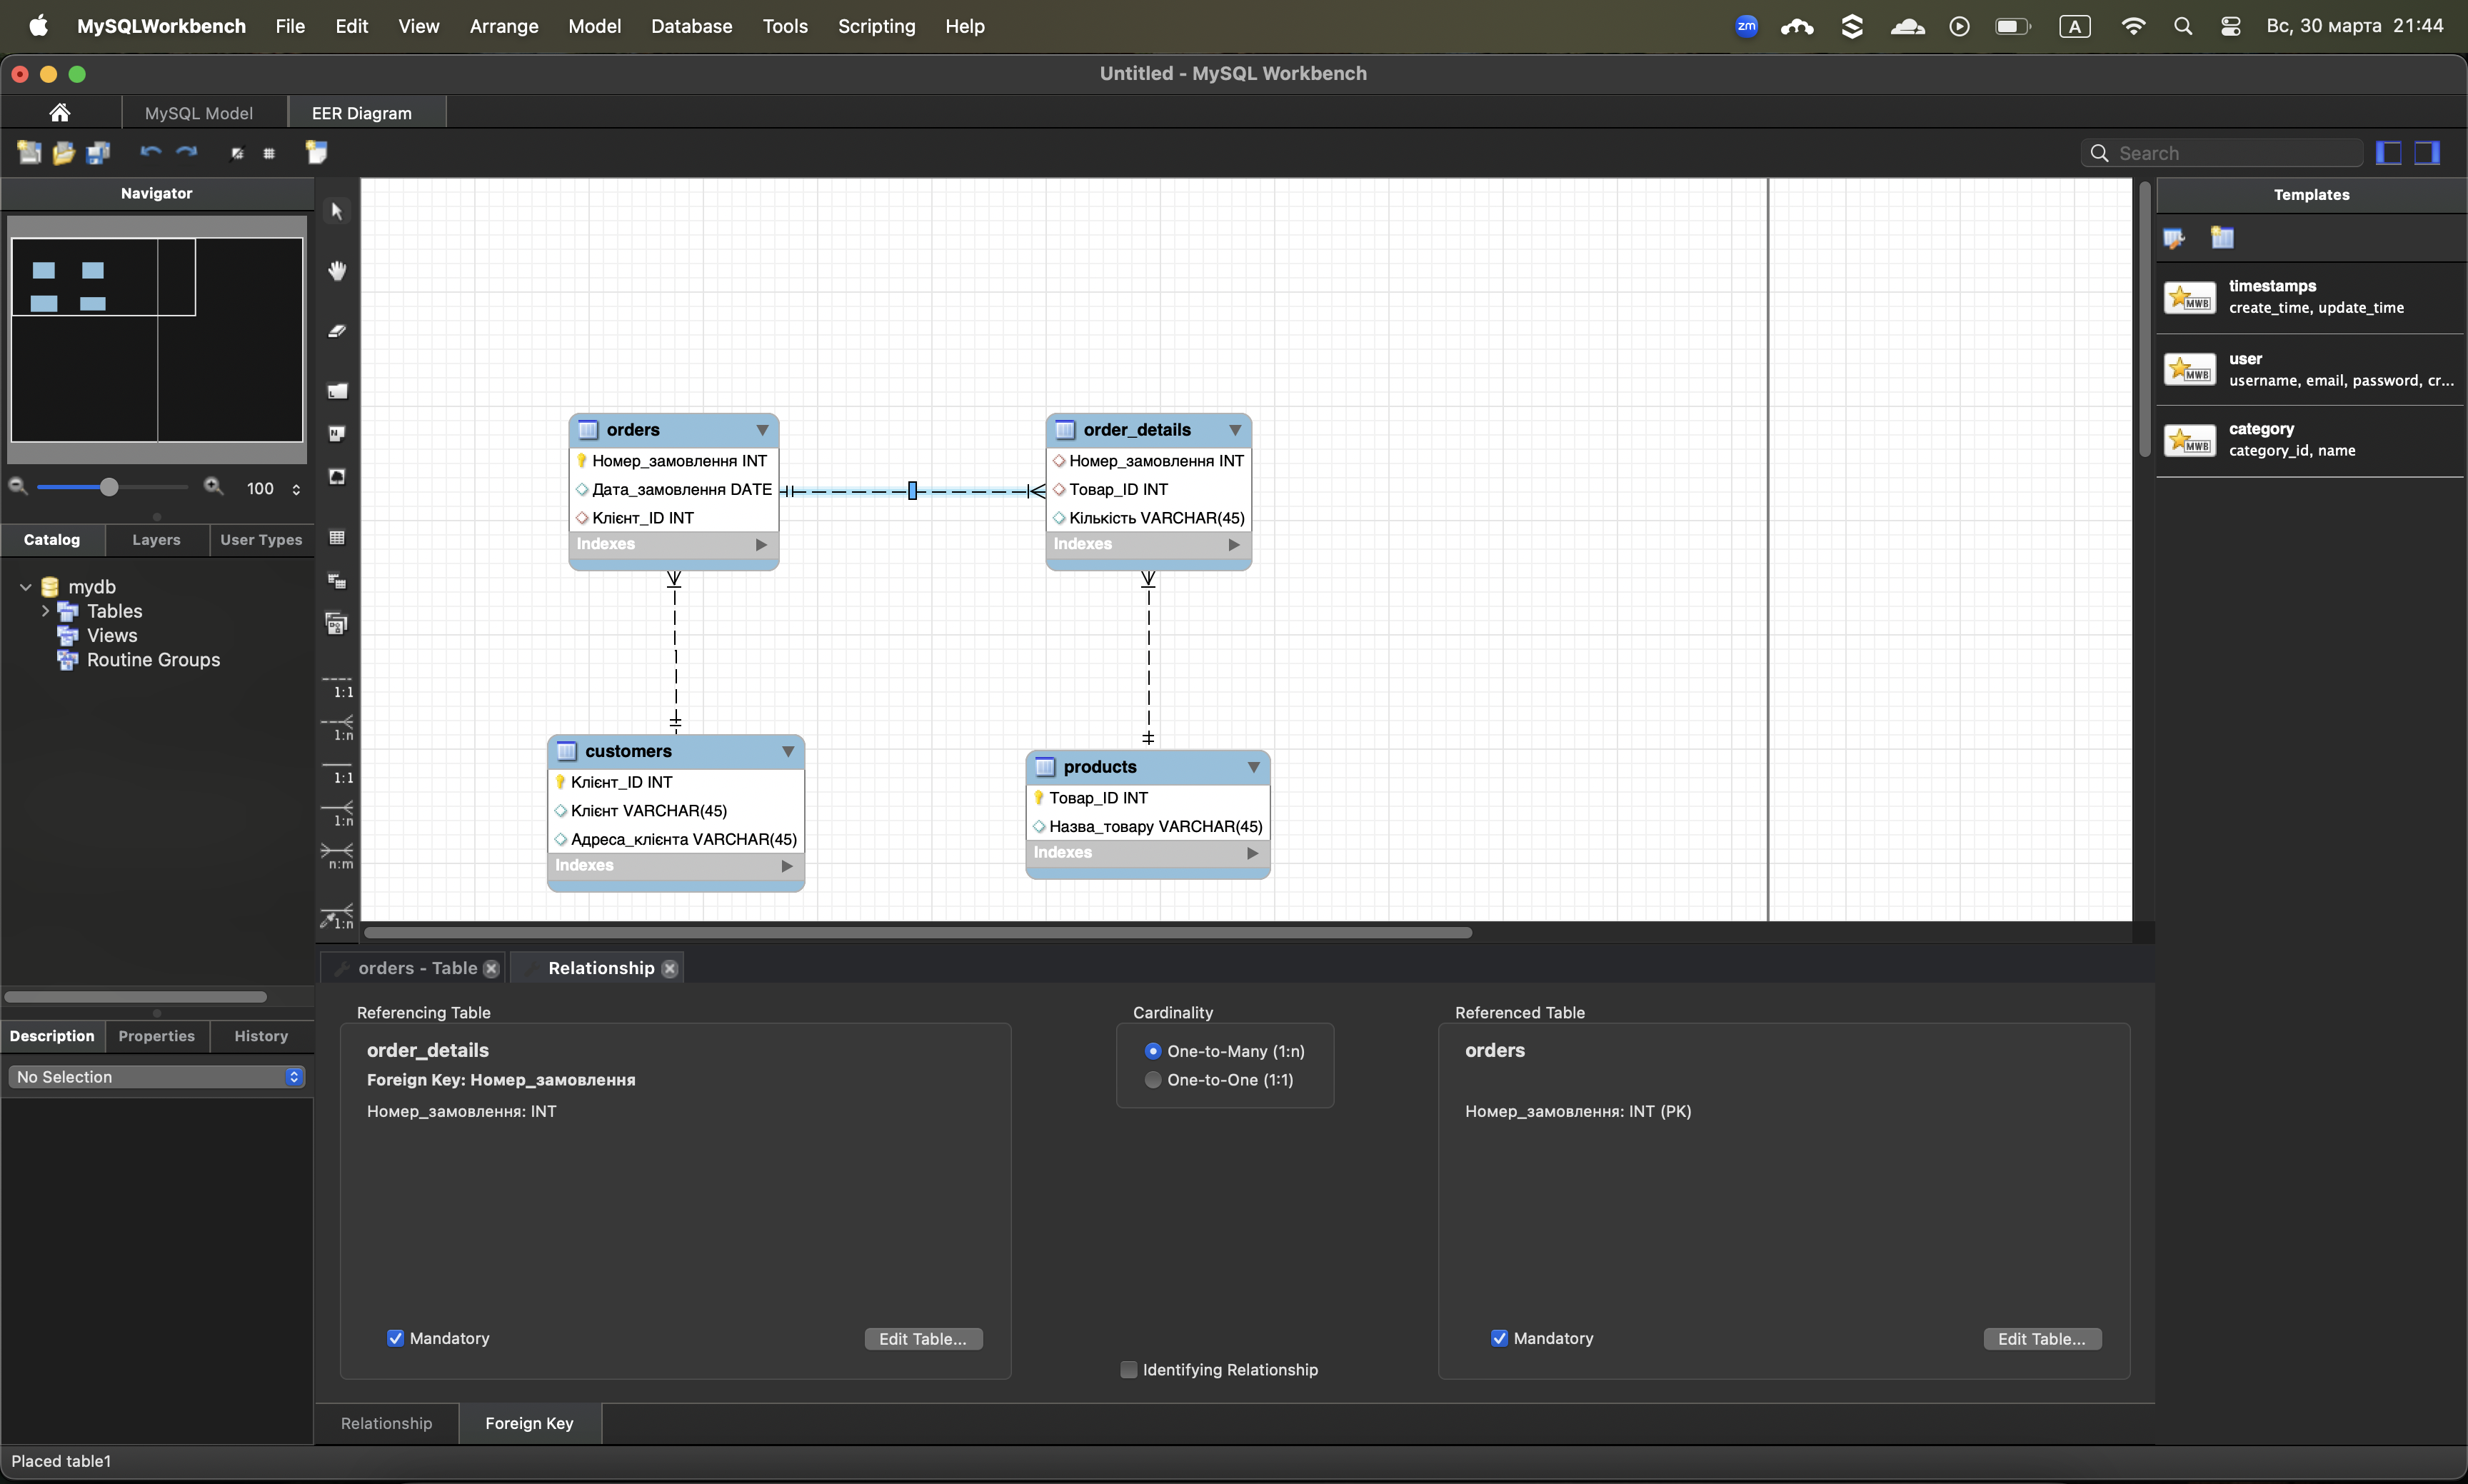 MySQLWorkbench File Edit View Arrange Model Database Tools Scripting Help
zm A Вс, 30 марта 21:44
Untitled - MySQL Workbench
MySQL Model EER Diagram
Search
Navigator
100
Catalog Layers User Types
mydb
Tables
Views
Routine Groups
Description Properties History
No Selection
1:1
1:n
1:1
1:n
n:m
1:n
orders
Номер_замовлення INT
Дата_замовлення DATE
Клієнт_ID INT
Indexes
order_details
Номер_замовлення INT
Товар_ID INT
Кількість VARCHAR(45)
Indexes
customers
Клієнт_ID INT
Клієнт VARCHAR(45)
Адреса_клієнта VARCHAR(45)
Indexes
products
Товар_ID INT
Назва_товару VARCHAR(45)
Indexes
Templates
MWB
timestamps
create_time, update_time
MWB
user
username, email, password, cr...
MWB
category
category_id, name
orders - Table Relationship
Referencing Table
order_details
Foreign Key: Номер_замовлення
Номер_замовлення: INT
Mandatory
Edit Table...
Cardinality
One-to-Many (1:n)
One-to-One (1:1)
Identifying Relationship
Referenced Table
orders
Номер_замовлення: INT (PK)
Mandatory
Edit Table...
Relationship Foreign Key
Placed table1